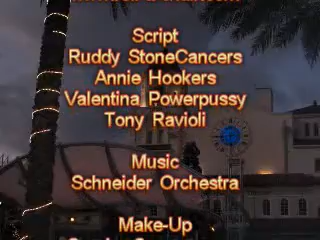 Script
Ruddy StoneCancers
Annie Hookers
Valentina Powerpussy
Tony Ravioli
Music
Schneider Orchestra
Make-Up